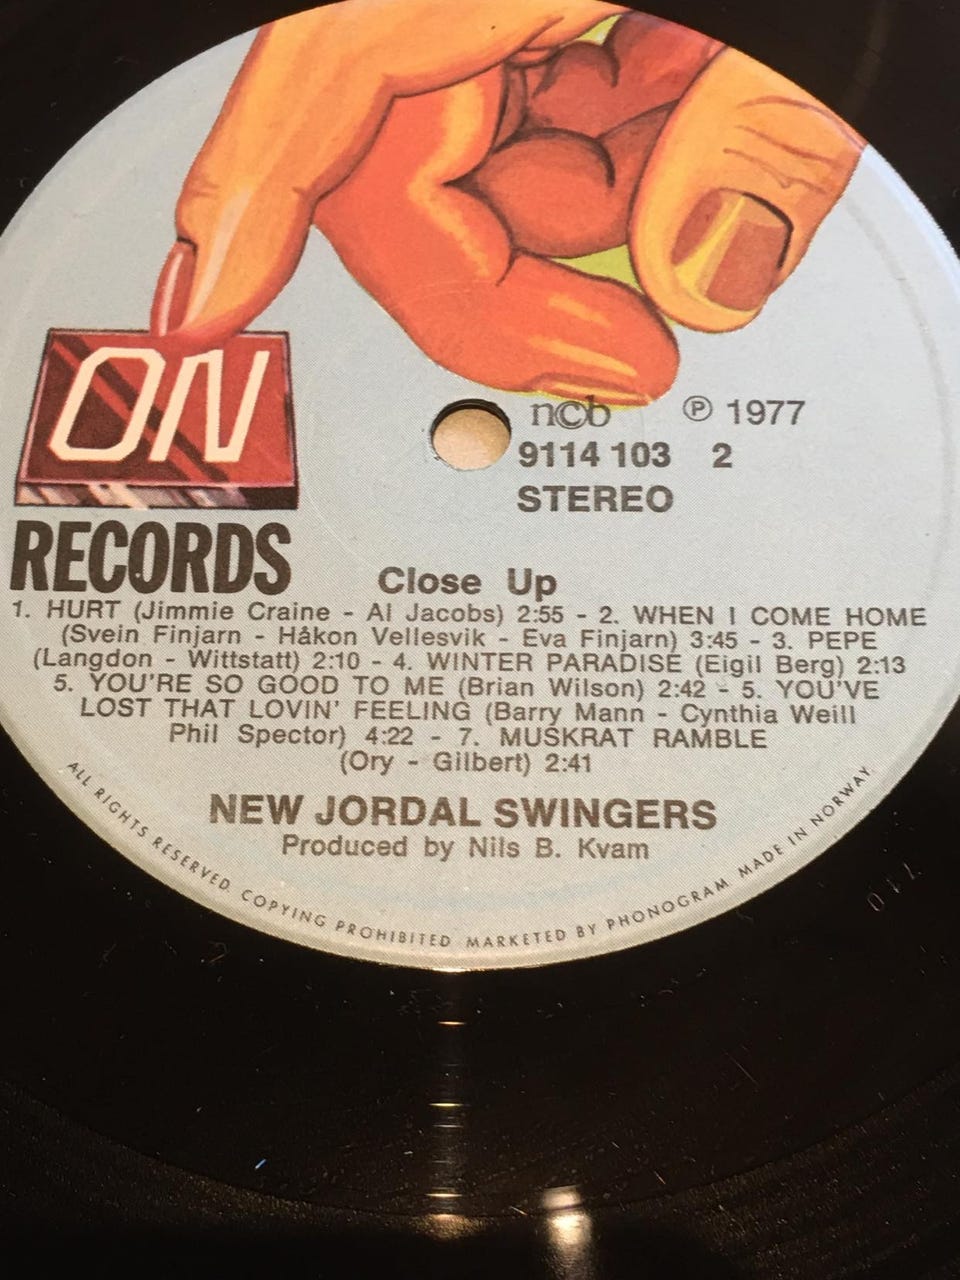 ON
RECORDS
ncb ℗ 1977
9114 103 2
STEREO
Close Up
1. HURT (Jimmie Craine - Al Jacobs) 2:55 - 2. WHEN I COME HOME
(Svein Finjarn - Håkon Vellesvik - Eva Finjarn) 3:45 - 3. PEPE
(Langdon - Wittstatt) 2:10 - 4. WINTER PARADISE (Eigil Berg) 2:13
5. YOU'RE SO GOOD TO ME (Brian Wilson) 2:42 - 5. YOU'VE
LOST THAT LOVIN' FEELING (Barry Mann - Cynthia Weill
Phil Spector) 4:22 - 7. MUSKRAT RAMBLE
(Ory - Gilbert) 2:41
NEW JORDAL SWINGERS
Produced by Nils B. Kvam
ALL RIGHTS RESERVED. COPYING PROHIBITED. MARKETED BY PHONOGRAM. MADE IN NORWAY.